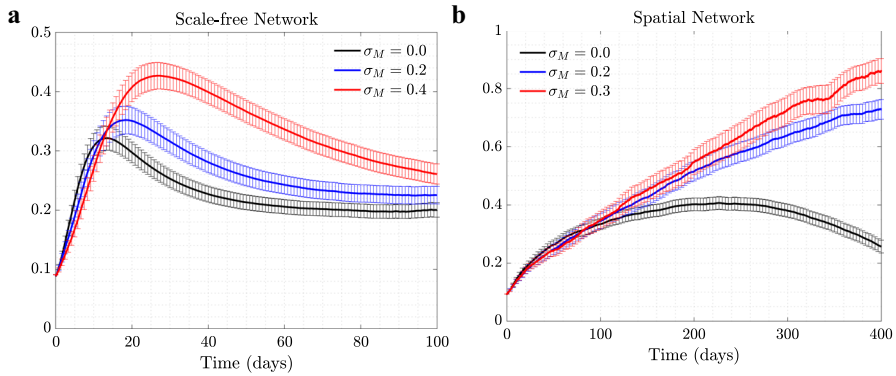 a
Scale-free Network
0.5
0.4
0.3
0.2
0.1
0
σ_M = 0.0
σ_M = 0.2
σ_M = 0.4
0
20
40
60
80
100
Time (days)
b
Spatial Network
1
0.8
0.6
0.4
0.2
0
σ_M = 0.0
σ_M = 0.2
σ_M = 0.3
0
100
200
300
400
Time (days)